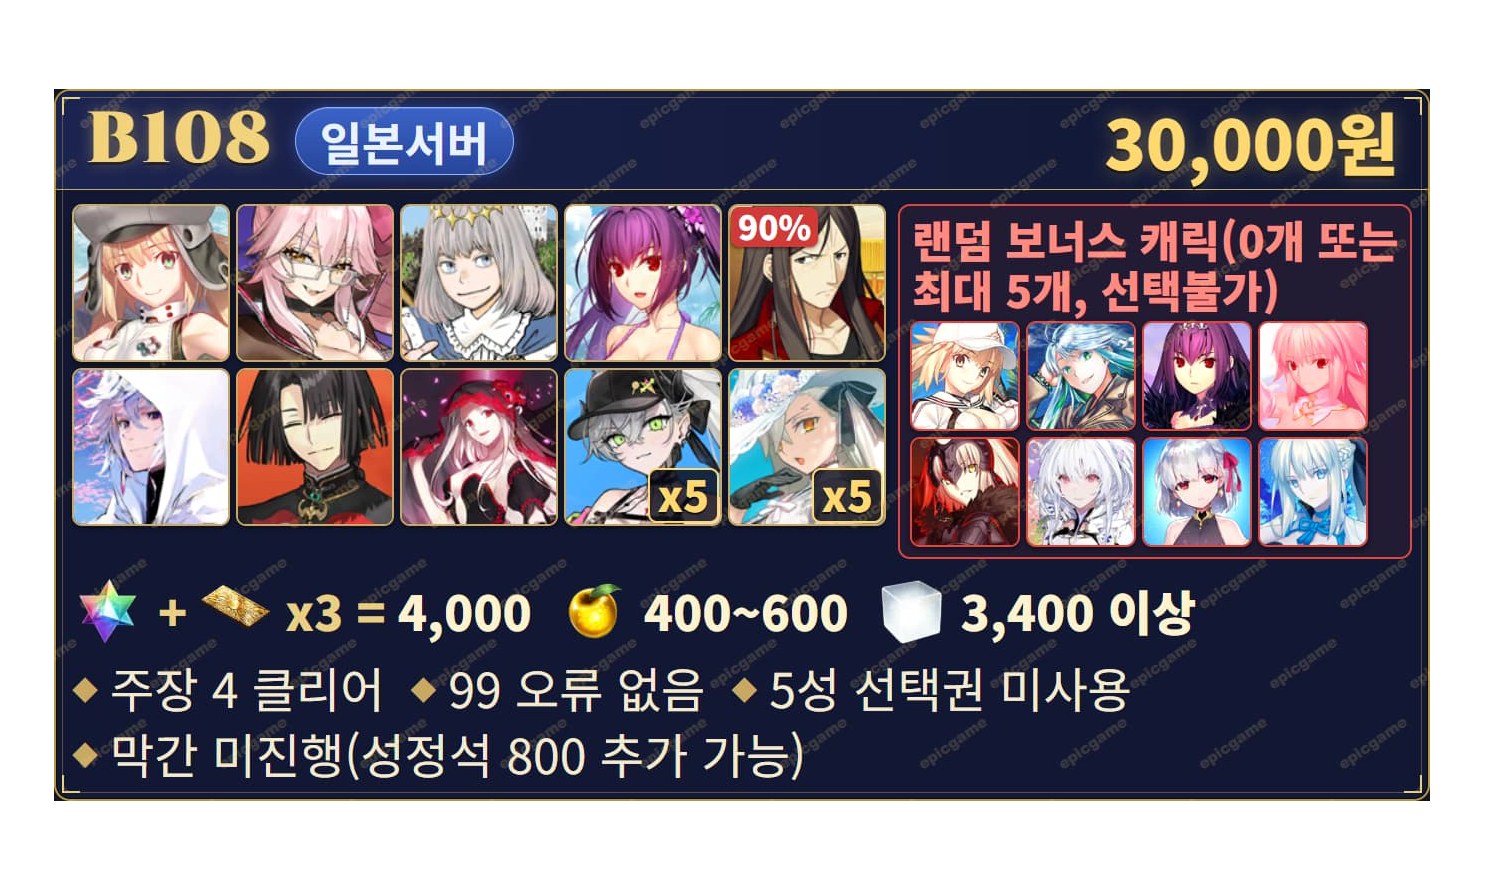 B108 일본서버 30,000원
90%
x5 x5
랜덤 보너스 캐릭(0개 또는
최대 5개, 선택불가)
+ x3 = 4,000 400~600 3,400 이상
◆ 주장 4 클리어 ◆ 99 오류 없음 ◆ 5성 선택권 미사용
◆ 막간 미진행(성정석 800 추가 가능)
epicgame